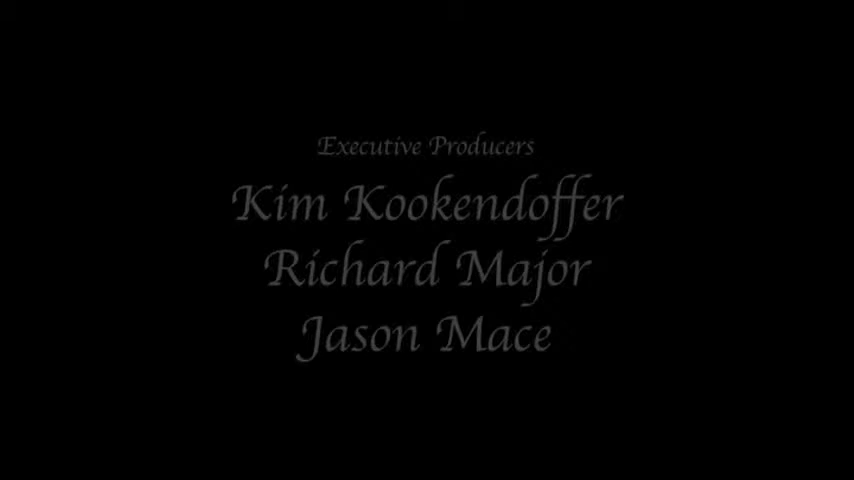 Executive Producers
Kim Kookendoffer
Richard Major
Jason Mace